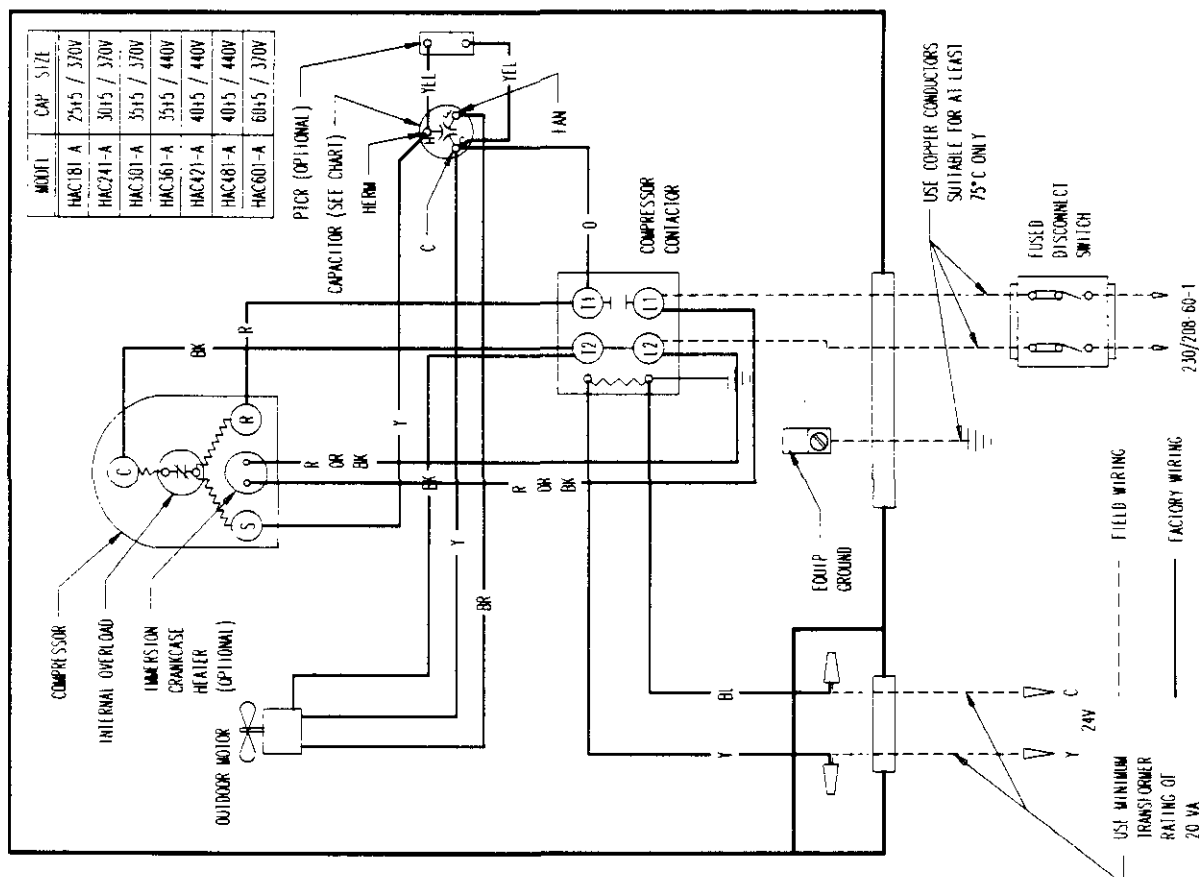 MODEL CAP SIZE
HAC181 A 25+5 / 370V
HAC241-A 30+5 / 370V
HAC301-A 35+5 / 370V
HAC361-A 35+5 / 440V
HAC421-A 40+5 / 440V
HAC481-A 40+5 / 440V
HAC601-A 60+5 / 370V
PTCR (OPTIONAL)
CAPACITOR (SEE CHART)
HERM
C
FAN
YEL
YEL
H
COMPRESSOR
INTERNAL OVERLOAD
IMMERSION
CRANKCASE
HEATER
(OPTIONAL)
OUTDOOR MOTOR
C
R
S
BK
R
Y
R OR BK
R OR BK
BK
Y
BR
O
COMPRESSOR
CONTACTOR
T1
L1
T2
L2
USE COPPER CONDUCTORS
SUITABLE FOR AT LEAST
75°C ONLY
FUSED
DISCONNECT
SWITCH
230/208-60-1
EQUIP
GROUND
BL
Y
C
24V
Y
USE MINIMUM
TRANSFORMER
RATING OF
20 VA
FIELD WIRING
FACTORY WIRING